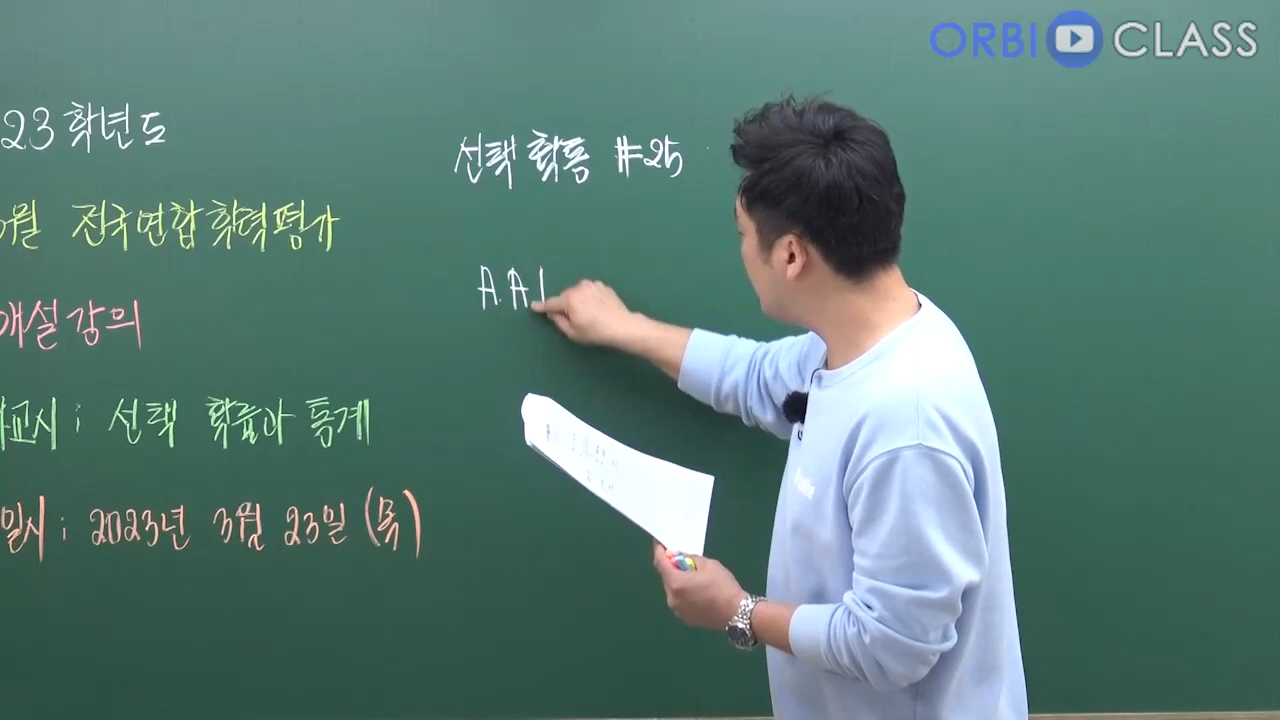 ORBI CLASS
23학년도
월 전국연합학력평가
개설강의
교시 : 선택 확률과 통계
일시 : 2023년 3월 23일 (목)
선택 확통 #25
A. A